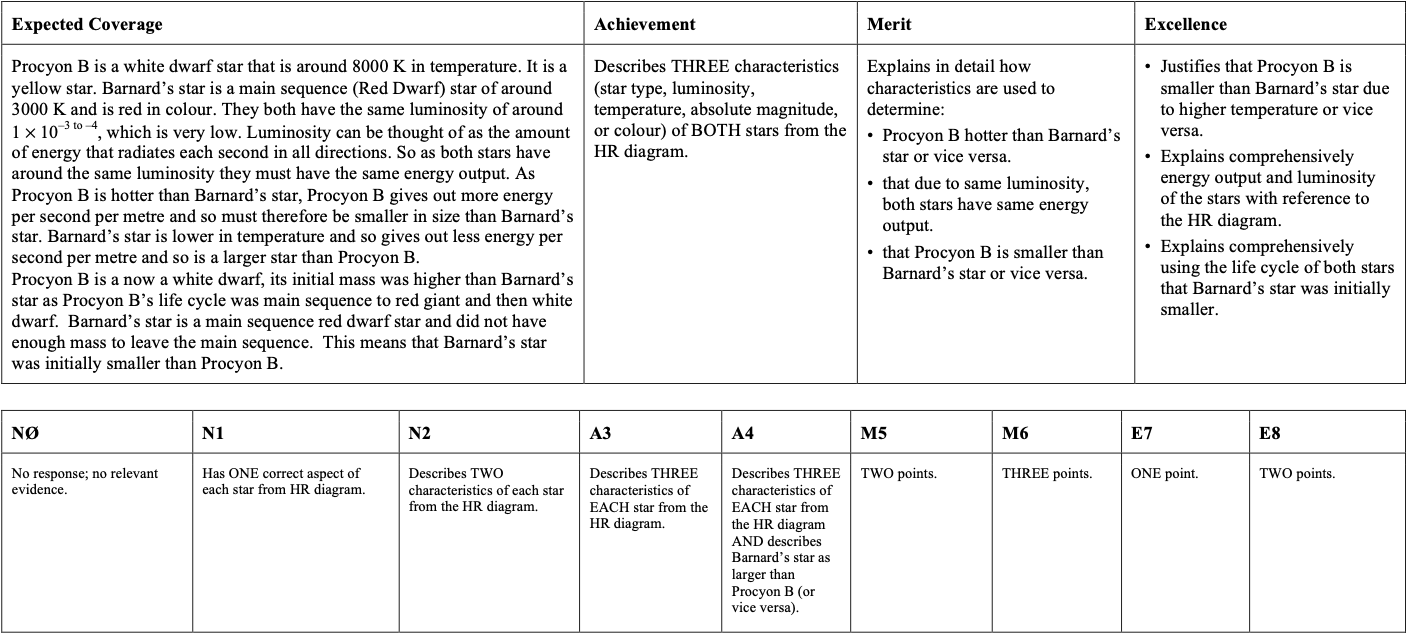 Expected Coverage
Achievement
Merit
Excellence
Procyon B is a white dwarf star that is around 8000 K in temperature. It is a
yellow star. Barnard's star is a main sequence (Red Dwarf) star of around
3000 K and is red in colour. They both have the same luminosity of around
1 × 10⁻³ ᵗᵒ ⁻⁴, which is very low. Luminosity can be thought of as the amount
of energy that radiates each second in all directions. So as both stars have
around the same luminosity they must have the same energy output. As
Procyon B is hotter than Barnard's star, Procyon B gives out more energy
per second per metre and so must therefore be smaller in size than Barnard's
star. Barnard's star is lower in temperature and so gives out less energy per
second per metre and so is a larger star than Procyon B.
Procyon B is a now a white dwarf, its initial mass was higher than Barnard's
star as Procyon B's life cycle was main sequence to red giant and then white
dwarf. Barnard's star is a main sequence red dwarf star and did not have
enough mass to leave the main sequence. This means that Barnard's star
was initially smaller than Procyon B.
Describes THREE characteristics
(star type, luminosity,
temperature, absolute magnitude,
or colour) of BOTH stars from the
HR diagram.
Explains in detail how
characteristics are used to
determine:
• Procyon B hotter than Barnard's
star or vice versa.
• that due to same luminosity,
both stars have same energy
output.
• that Procyon B is smaller than
Barnard's star or vice versa.
• Justifies that Procyon B is
smaller than Barnard's star due
to higher temperature or vice
versa.
• Explains comprehensively
energy output and luminosity
of the stars with reference to
the HR diagram.
• Explains comprehensively
using the life cycle of both stars
that Barnard's star was initially
smaller.
NØ
N1
N2
A3
A4
M5
M6
E7
E8
No response; no relevant
evidence.
Has ONE correct aspect of
each star from HR diagram.
Describes TWO
characteristics of each star
from the HR diagram.
Describes THREE
characteristics of
EACH star from the
HR diagram.
Describes THREE
characteristics of
EACH star from
the HR diagram
AND describes
Barnard's star as
larger than
Procyon B (or
vice versa).
TWO points.
THREE points.
ONE point.
TWO points.